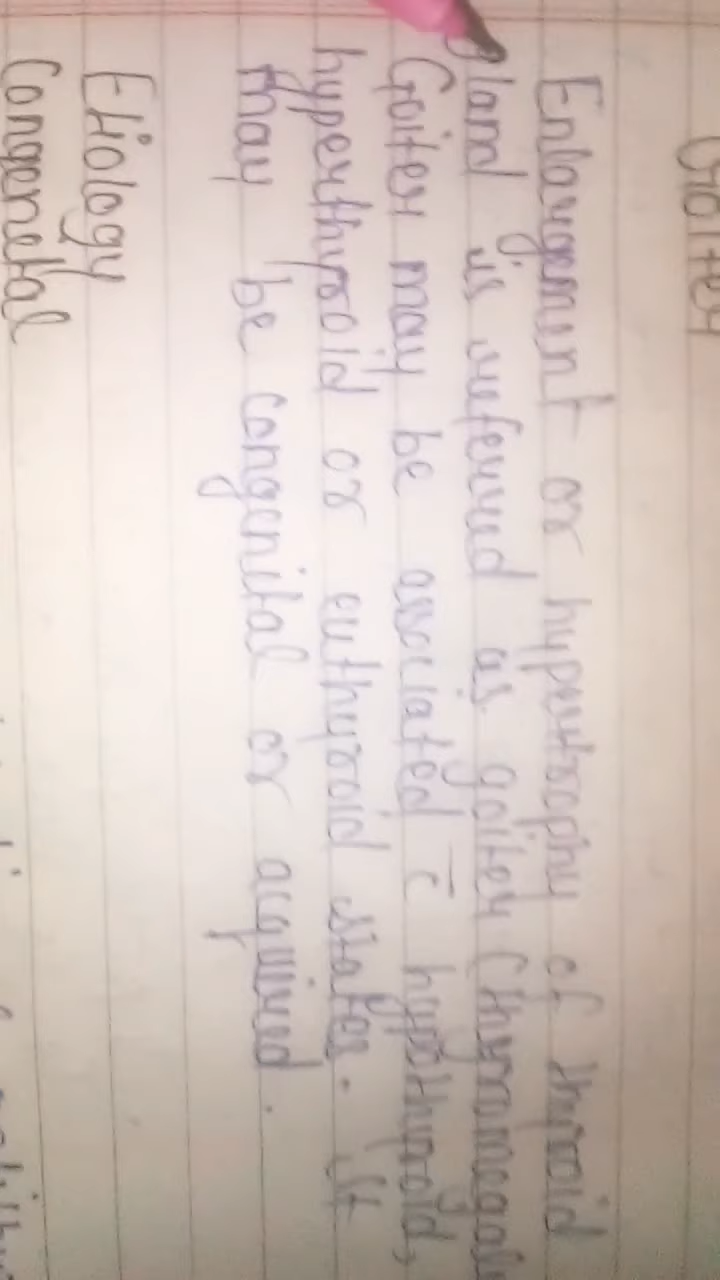 Goiter
Enlargement or hypertrophy of thyroid
gland is referred as goiter (thyromegaly
Goiter may be associated c̅ hypothyroid,
hyperthyroid or euthyroid states. It
may be congenital or acquired.
Etiology
Congenetal